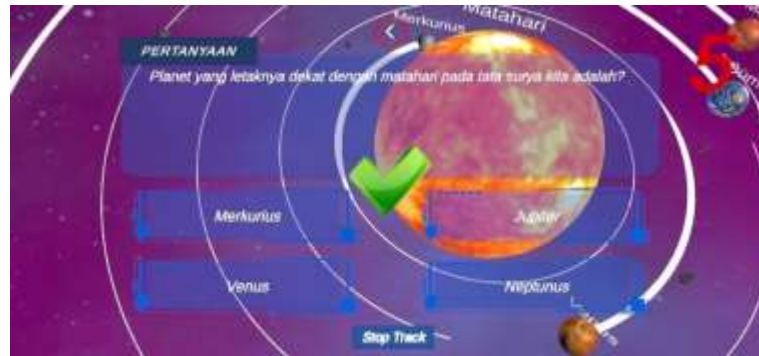 Merkurius
Matahari
PERTANYAAN
Planet yang letaknya dekat dengan matahari pada tata surya kita adalah?
5
Merkurius
Jupiter
Venus
Neptunus
Stop Track